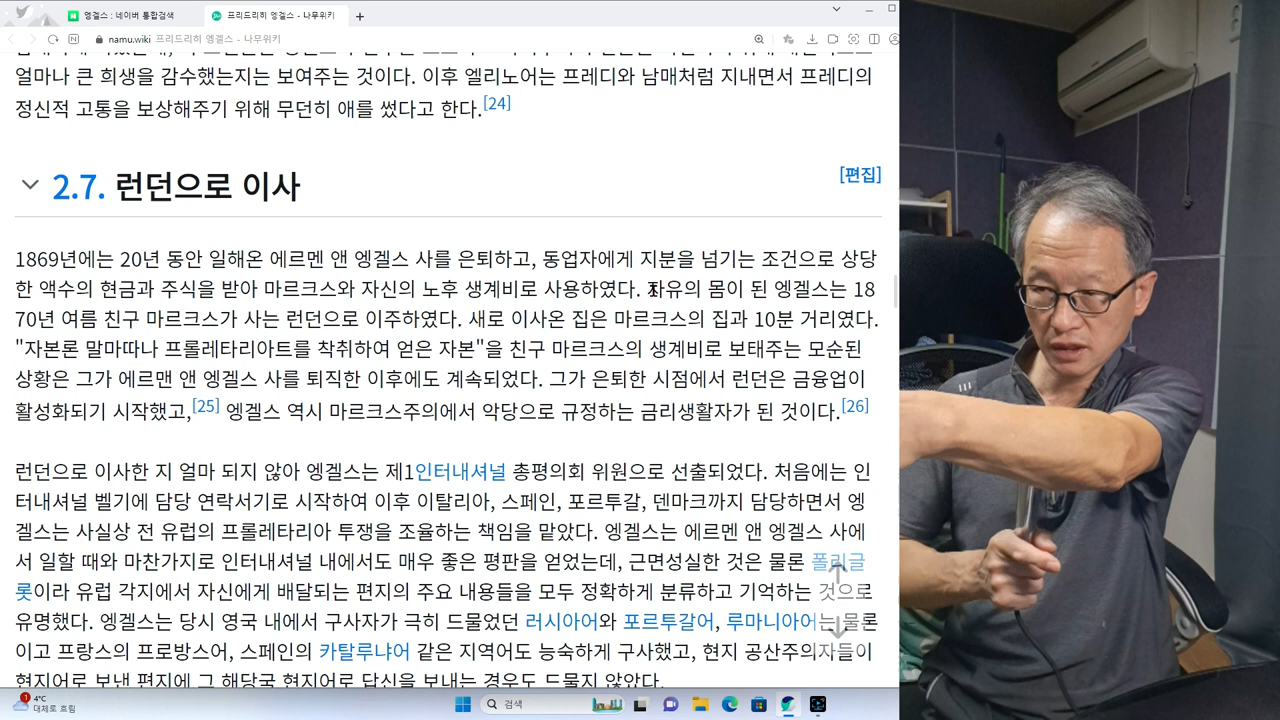 엥겔스 : 네이버 통합검색
프리드리히 엥겔스 - 나무위키
namu.wiki 프리드리히 엥겔스 - 나무위키
얼마나 큰 희생을 감수했는지는 보여주는 것이다. 이후 엘리노어는 프레디와 남매처럼 지내면서 프레디의
정신적 고통을 보상해주기 위해 무던히 애를 썼다고 한다.[24]
2.7. 런던으로 이사
[편집]
1869년에는 20년 동안 일해온 에르멘 앤 엥겔스 사를 은퇴하고, 동업자에게 지분을 넘기는 조건으로 상당
한 액수의 현금과 주식을 받아 마르크스와 자신의 노후 생계비로 사용하였다. 자유의 몸이 된 엥겔스는 18
70년 여름 친구 마르크스가 사는 런던으로 이주하였다. 새로 이사온 집은 마르크스의 집과 10분 거리였다.
"자본론 말마따나 프롤레타리아트를 착취하여 얻은 자본"을 친구 마르크스의 생계비로 보태주는 모순된
상황은 그가 에르맨 앤 엥겔스 사를 퇴직한 이후에도 계속되었다. 그가 은퇴한 시점에서 런던은 금융업이
활성화되기 시작했고,[25] 엥겔스 역시 마르크스주의에서 악당으로 규정하는 금리생활자가 된 것이다.[26]
런던으로 이사한 지 얼마 되지 않아 엥겔스는 제1인터내셔널 총평의회 위원으로 선출되었다. 처음에는 인
터내셔널 벨기에 담당 연락서기로 시작하여 이후 이탈리아, 스페인, 포르투갈, 덴마크까지 담당하면서 엥
겔스는 사실상 전 유럽의 프롤레타리아 투쟁을 조율하는 책임을 맡았다. 엥겔스는 에르멘 앤 엥겔스 사에
서 일할 때와 마찬가지로 인터내셔널 내에서도 매우 좋은 평판을 얻었는데, 근면성실한 것은 물론 폴리글
롯이라 유럽 각지에서 자신에게 배달되는 편지의 주요 내용들을 모두 정확하게 분류하고 기억하는 것으로
유명했다. 엥겔스는 당시 영국 내에서 구사자가 극히 드물었던 러시아어와 포르투갈어, 루마니아어는 물론
이고 프랑스의 프로방스어, 스페인의 카탈루냐어 같은 지역어도 능숙하게 구사했고, 현지 공산주의자들이
현지어로 보낸 편지에 그 해당국 현지어로 답신을 보내는 경우도 드물지 않았다.
1
4°C
대체로 흐림
검색